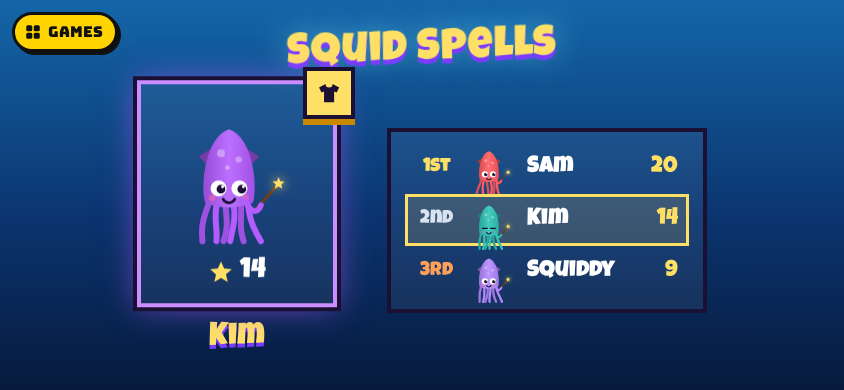 GAMES
SQUID SPELLS
14
Kim
1ST Sam 20
2ND Kim 14
3RD SQUIDDY 9